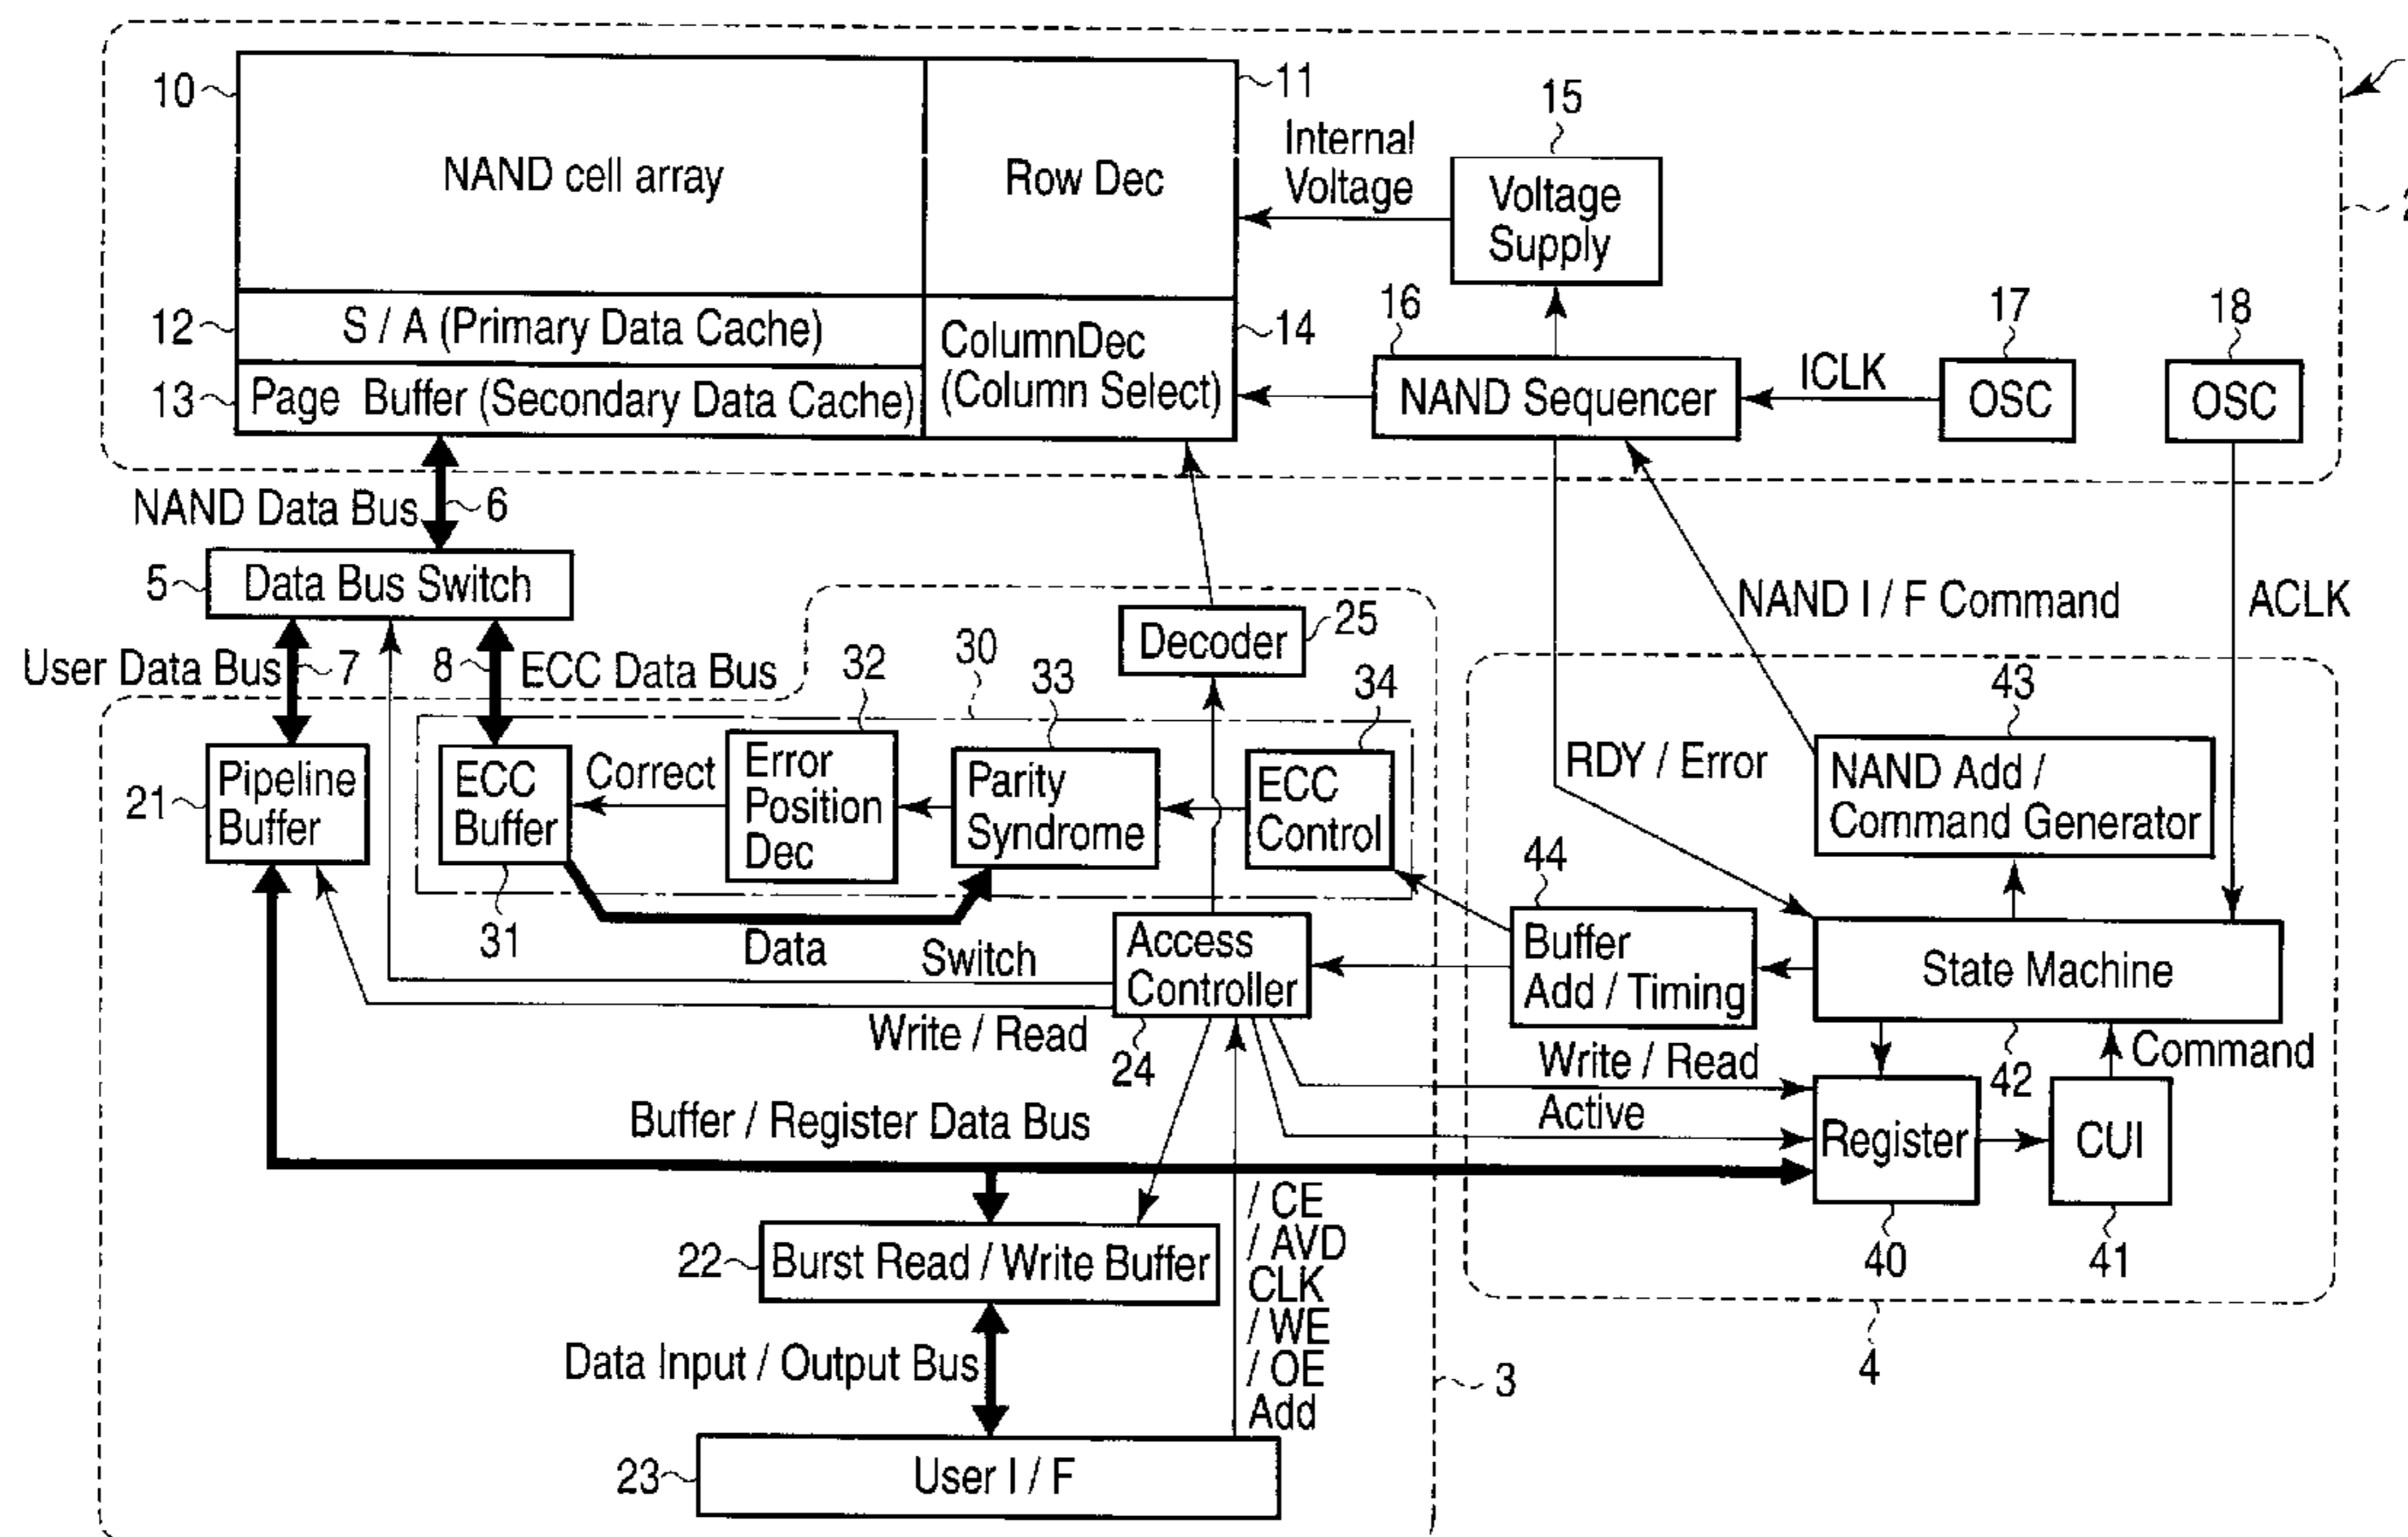 10
11
15
Internal
Voltage
NAND cell array
Row Dec
Voltage
Supply
16
17
18
12
S / A (Primary Data Cache)
ColumnDec
(Column Select)
14
ICLK
13
Page Buffer (Secondary Data Cache)
NAND Sequencer
OSC
OSC
NAND Data Bus
6
5
Data Bus Switch
NAND I / F Command
ACLK
Decoder
25
User Data Bus
7
8
ECC Data Bus
32
30
33
34
43
RDY / Error
21
Pipeline
Buffer
ECC
Buffer
Correct
Error
Position
Dec
Parity
Syndrome
ECC
Control
NAND Add /
Command Generator
44
31
Data
Switch
Access
Controller
Buffer
Add / Timing
State Machine
Write / Read
24
Write / Read
42
Command
Buffer / Register Data Bus
Active
Register
CUI
/ CE
/ AVD
CLK
/ WE
/ OE
Add
22
Burst Read / Write Buffer
40
41
Data Input / Output Bus
3
4
23
User I / F